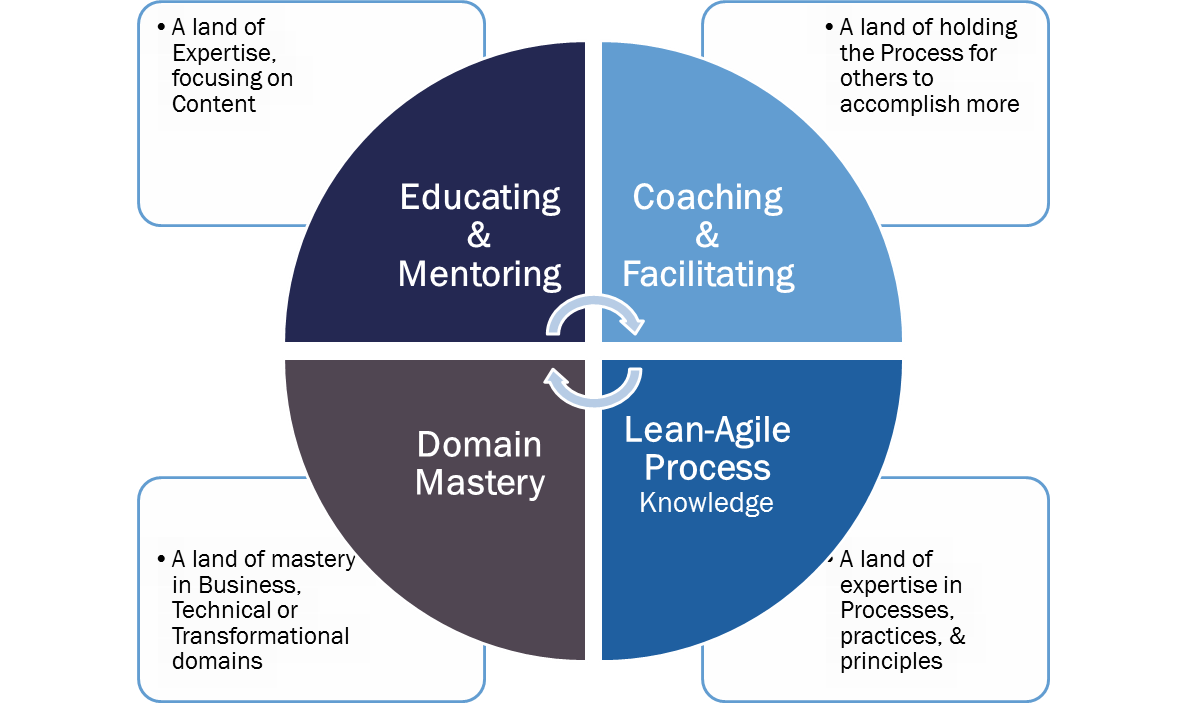 • A land of
Expertise,
focusing on
Content
• A land of holding
the Process for
others to
accomplish more
Educating
&
Mentoring
Coaching
&
Facilitating
Domain
Mastery
Lean-Agile
Process
Knowledge
• A land of mastery
in Business,
Technical or
Transformational
domains
• A land of
expertise in
Processes,
practices, &
principles